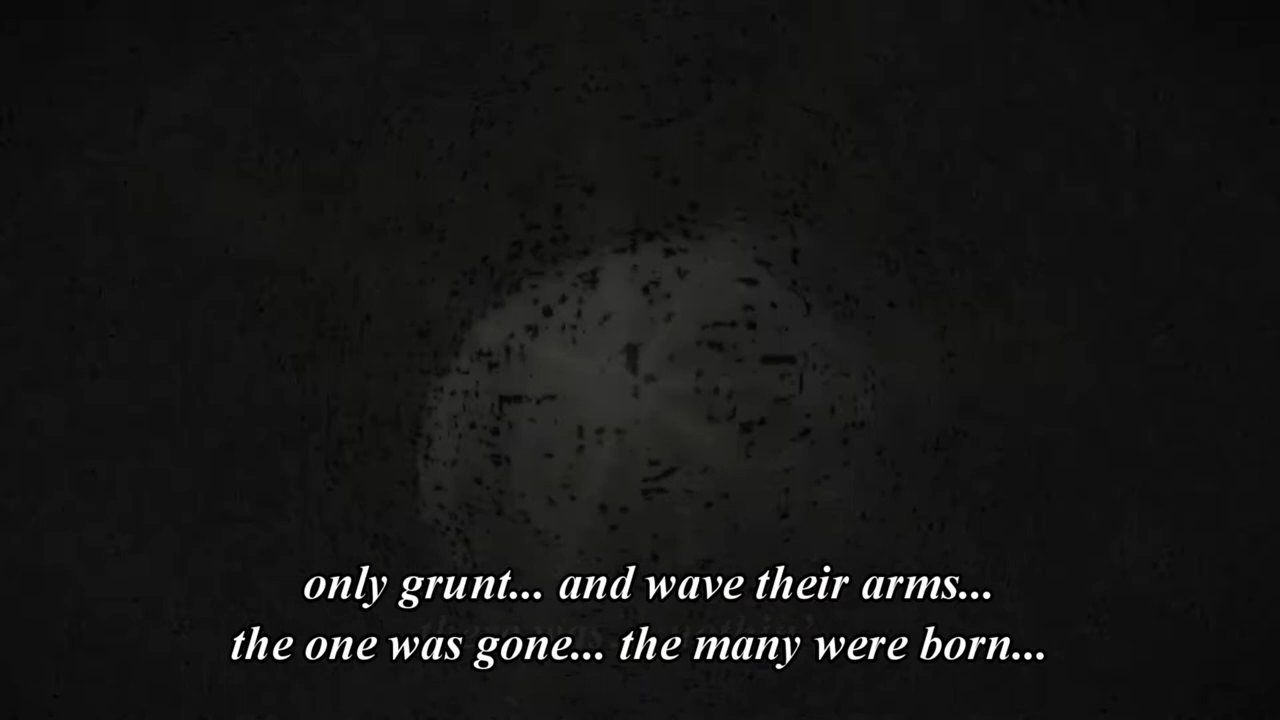 only grunt... and wave their arms...
the one was gone... the many were born...